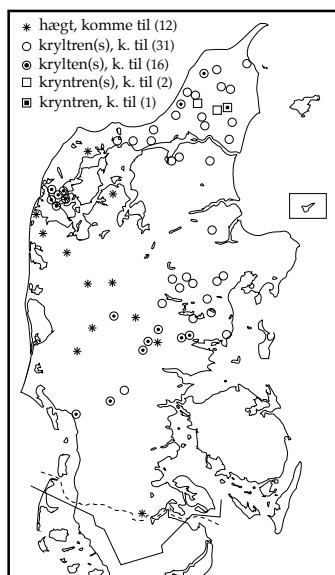 hægt, komme til (12)
kryltren(s), k. til (31)
krylten(s), k. til (16)
kryntren(s), k. til (2)
kryntren, k. til (1)